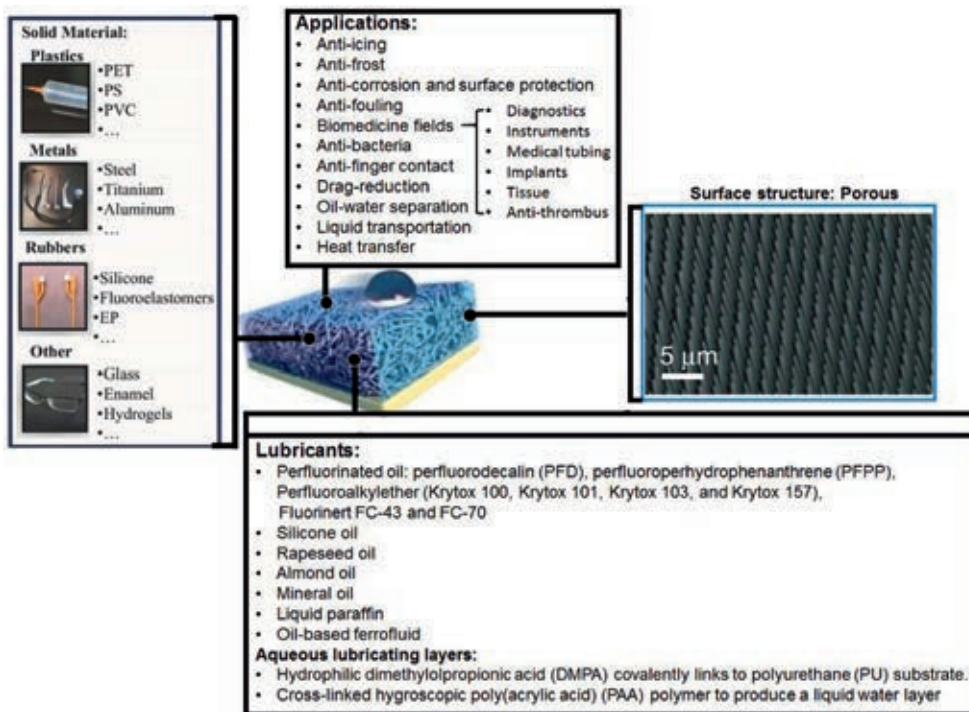 Solid Material:
Plastics
•PET
•PS
•PVC
•...
Metals
•Steel
•Titanium
•Aluminum
•...
Rubbers
•Silicone
•Fluoroelastomers
•EP
•...
Other
•Glass
•Enamel
•Hydrogels
•...
Applications:
• Anti-icing
• Anti-frost
• Anti-corrosion and surface protection
• Anti-fouling
• Biomedicine fields
• Anti-bacteria
• Anti-finger contact
• Drag-reduction
• Oil-water separation
• Liquid transportation
• Heat transfer
• Diagnostics
• Instruments
• Medical tubing
• Implants
• Tissue
• Anti-thrombus
Surface structure: Porous
5 μm
Lubricants:
• Perfluorinated oil: perfluorodecalin (PFD), perfluoroperhydrophenanthrene (PFPP),
Perfluoroalkylether (Krytox 100, Krytox 101, Krytox 103, and Krytox 157),
Fluorinert FC-43 and FC-70
• Silicone oil
• Rapeseed oil
• Almond oil
• Mineral oil
• Liquid paraffin
• Oil-based ferrofluid
Aqueous lubricating layers:
• Hydrophilic dimethylolpropionic acid (DMPA) covalently links to polyurethane (PU) substrate.
• Cross-linked hygroscopic poly(acrylic acid) (PAA) polymer to produce a liquid water layer